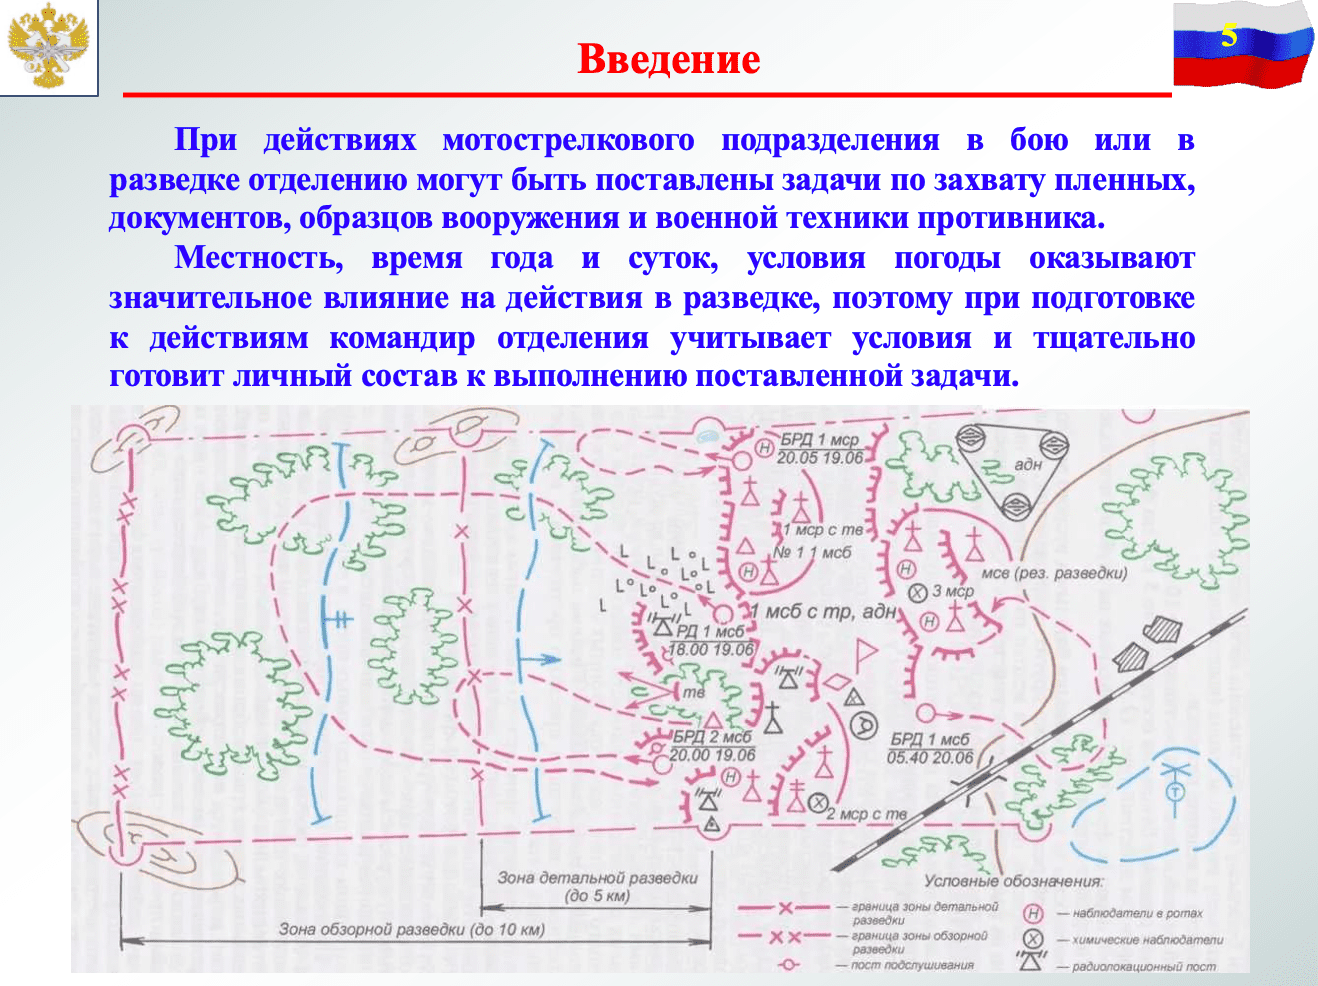 5
Введение
При действиях мотострелкового подразделения в бою или в
разведке отделению могут быть поставлены задачи по захвату пленных,
документов, образцов вооружения и военной техники противника.
Местность, время года и суток, условия погоды оказывают
значительное влияние на действия в разведке, поэтому при подготовке
к действиям командир отделения учитывает условия и тщательно
готовит личный состав к выполнению поставленной задачи.
Н
БРД 1 мср
20.05 19.06
адн
1 мср с тв
№ 1 1 мсб
Н
Н
мсв (рез. разведки)
3 мср
1 мсб с тр, адн
Н
РД 1 мсб
18.00 19.06
тв
БРД 2 мсб
20.00 19.06
БРД 1 мсб
05.40 20.06
Н
Т
2 мср с тв
Зона детальной разведки
(до 5 км)
Зона обзорной разведки (до 10 км)
Условные обозначения:
— граница зоны детальной
разведки
— граница зоны обзорной
разведки
— пост подслушивания
Н — наблюдатели в ротах
— химические наблюдатели
— радиолокационный пост